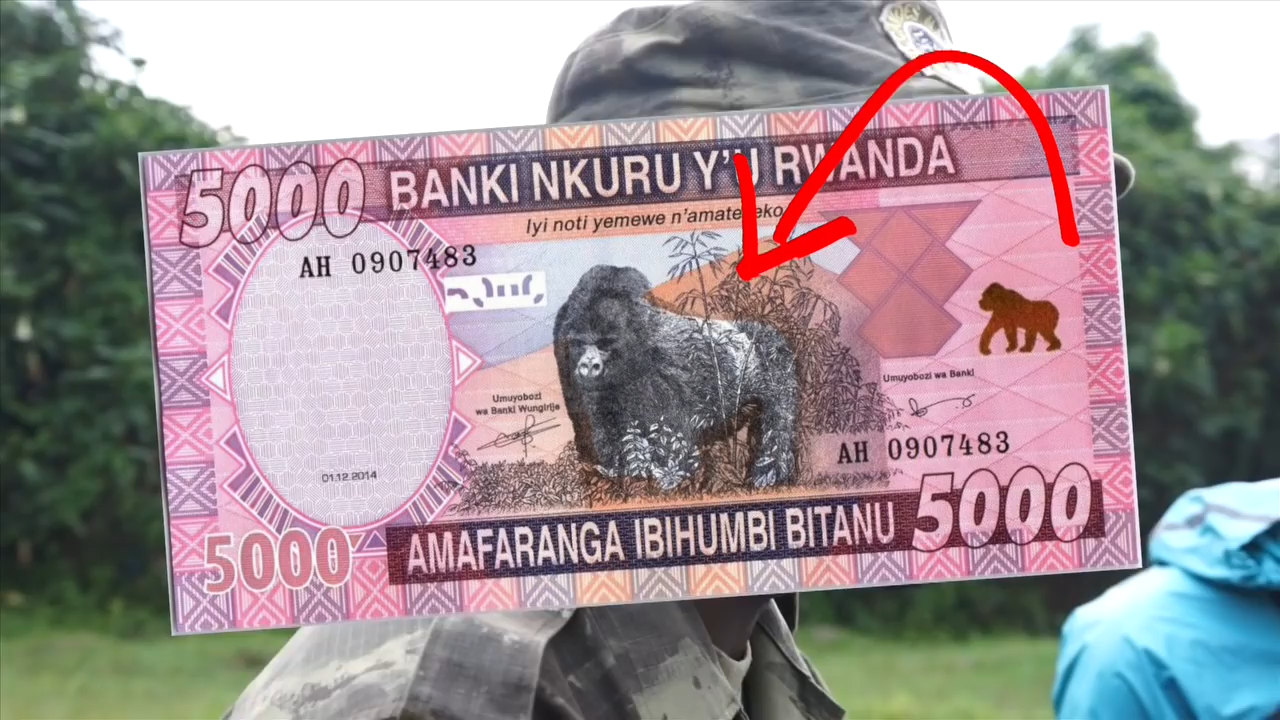 5000 BANKI NKURU Y'U RWANDA
Iyi noti yemewe n'amategeko
AH 0907483
Umuyobozi wa Banki
Umuyobozi
wa Banki Wungirije
AH 0907483
01.12.2014
5000
AMAFARANGA IBIHUMBI BITANU
5000